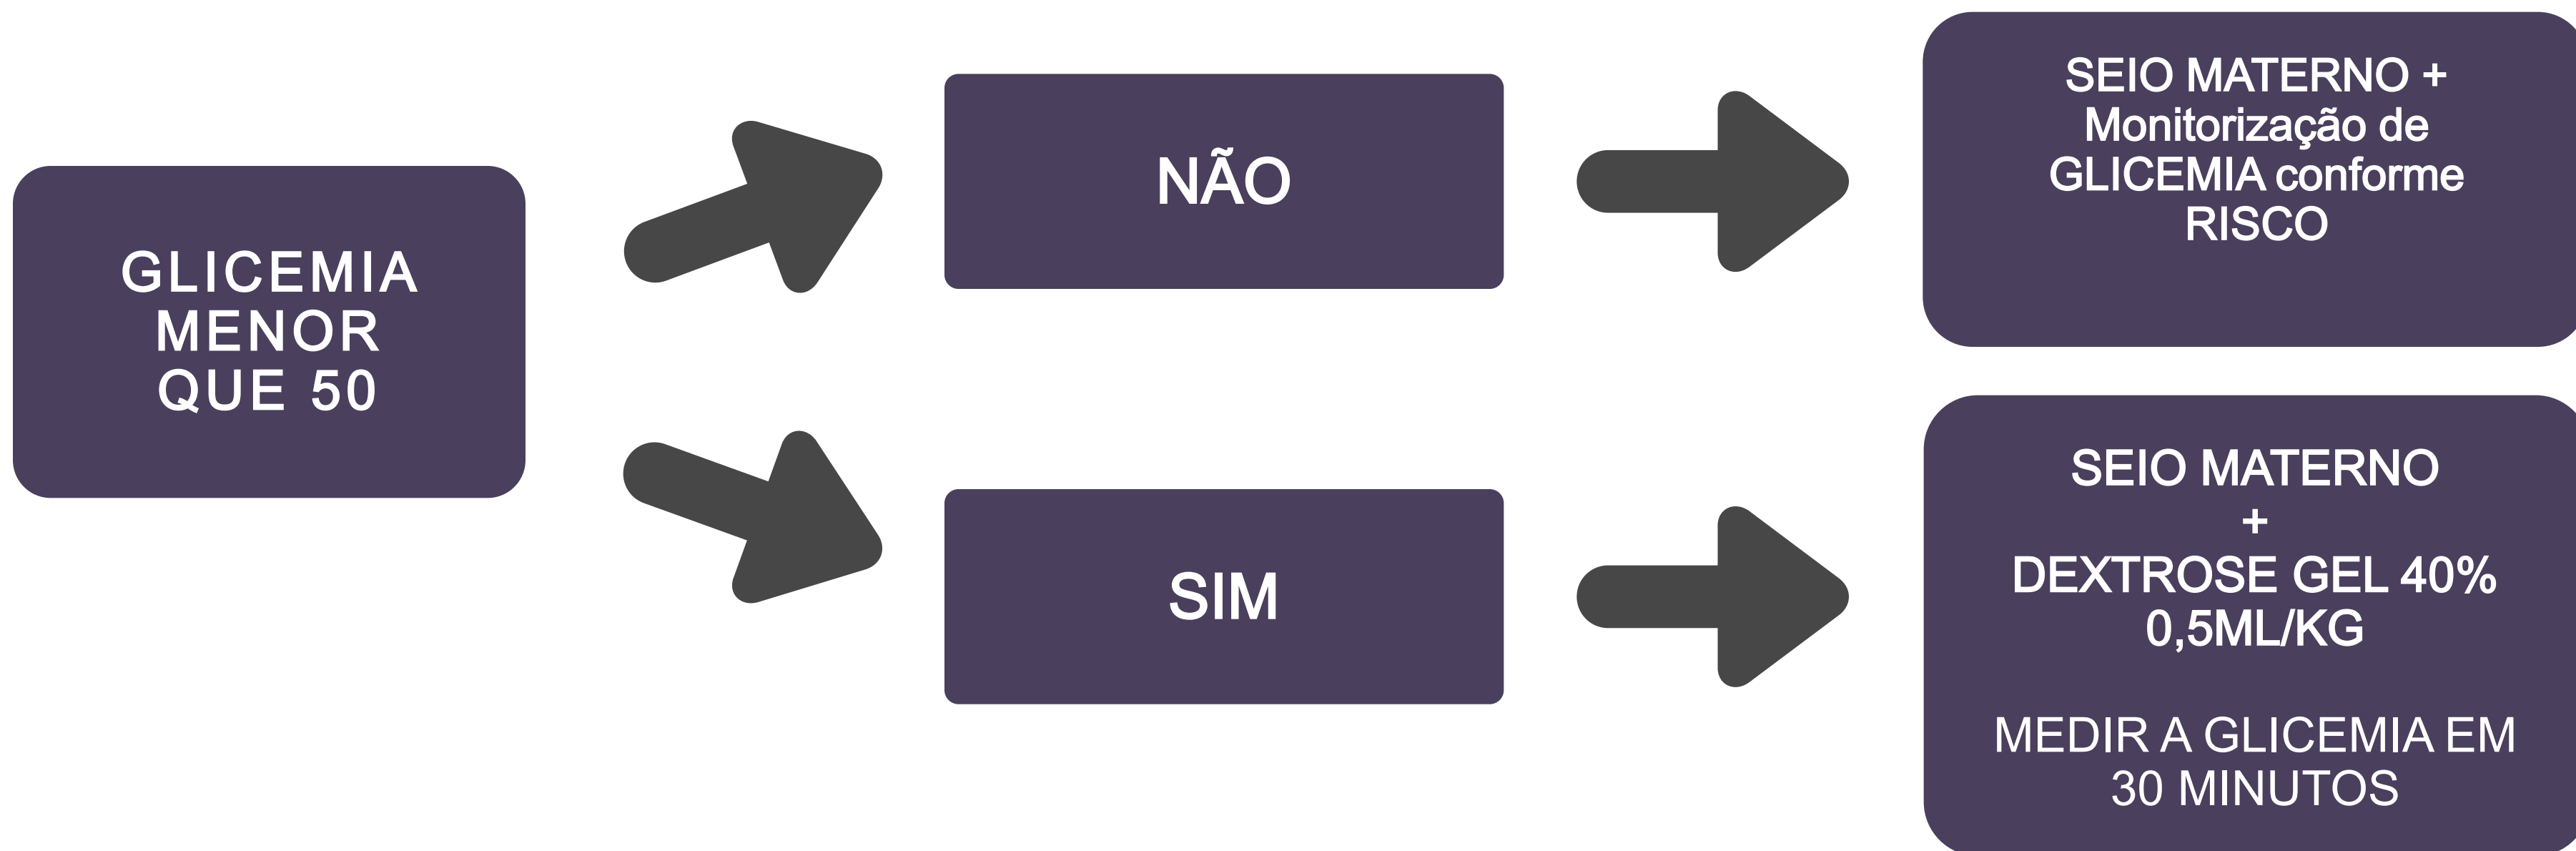 GLICEMIA
MENOR
QUE 50
NÃO
SEIO MATERNO +
Monitorização de
GLICEMIA conforme
RISCO
SIM
SEIO MATERNO
+
DEXTROSE GEL 40%
0,5ML/KG
MEDIR A GLICEMIA EM
30 MINUTOS